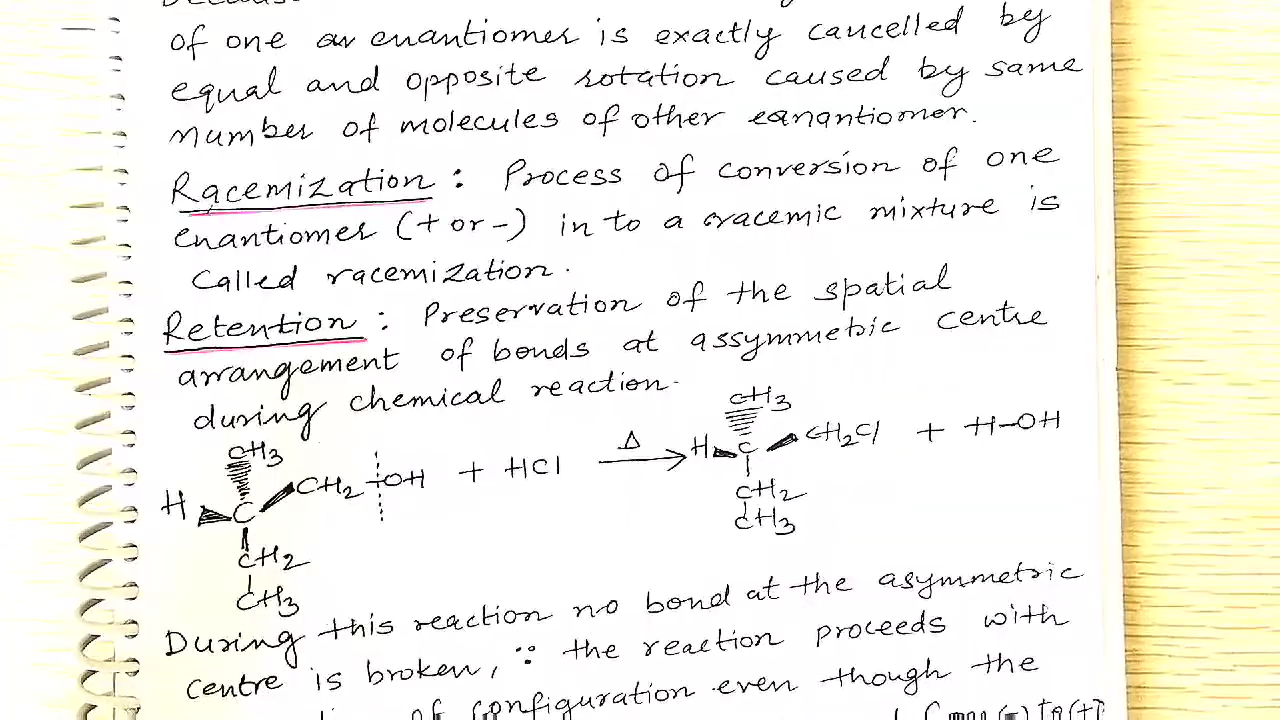 of one an enantiomer is exactly cancelled by
equal and opposite rotation caused by same
number of molecules of other eanantiomer.
Racemization : Process of conversion of one
enantiomer (+ or -) in to a racemic mixture is
called racemization.
Retention : Preservation of the spatial
arrangement of bonds at assymmetric centre
during chemical reaction.
CH3
H C CH2-OH + HCl Δ
CH2
CH3
CH3
H C CH2Cl + H-OH
CH2
CH3
During this reaction no bond at the asymmetric
centre is broken, ∵ the reaction proceeds with
configuration even though the